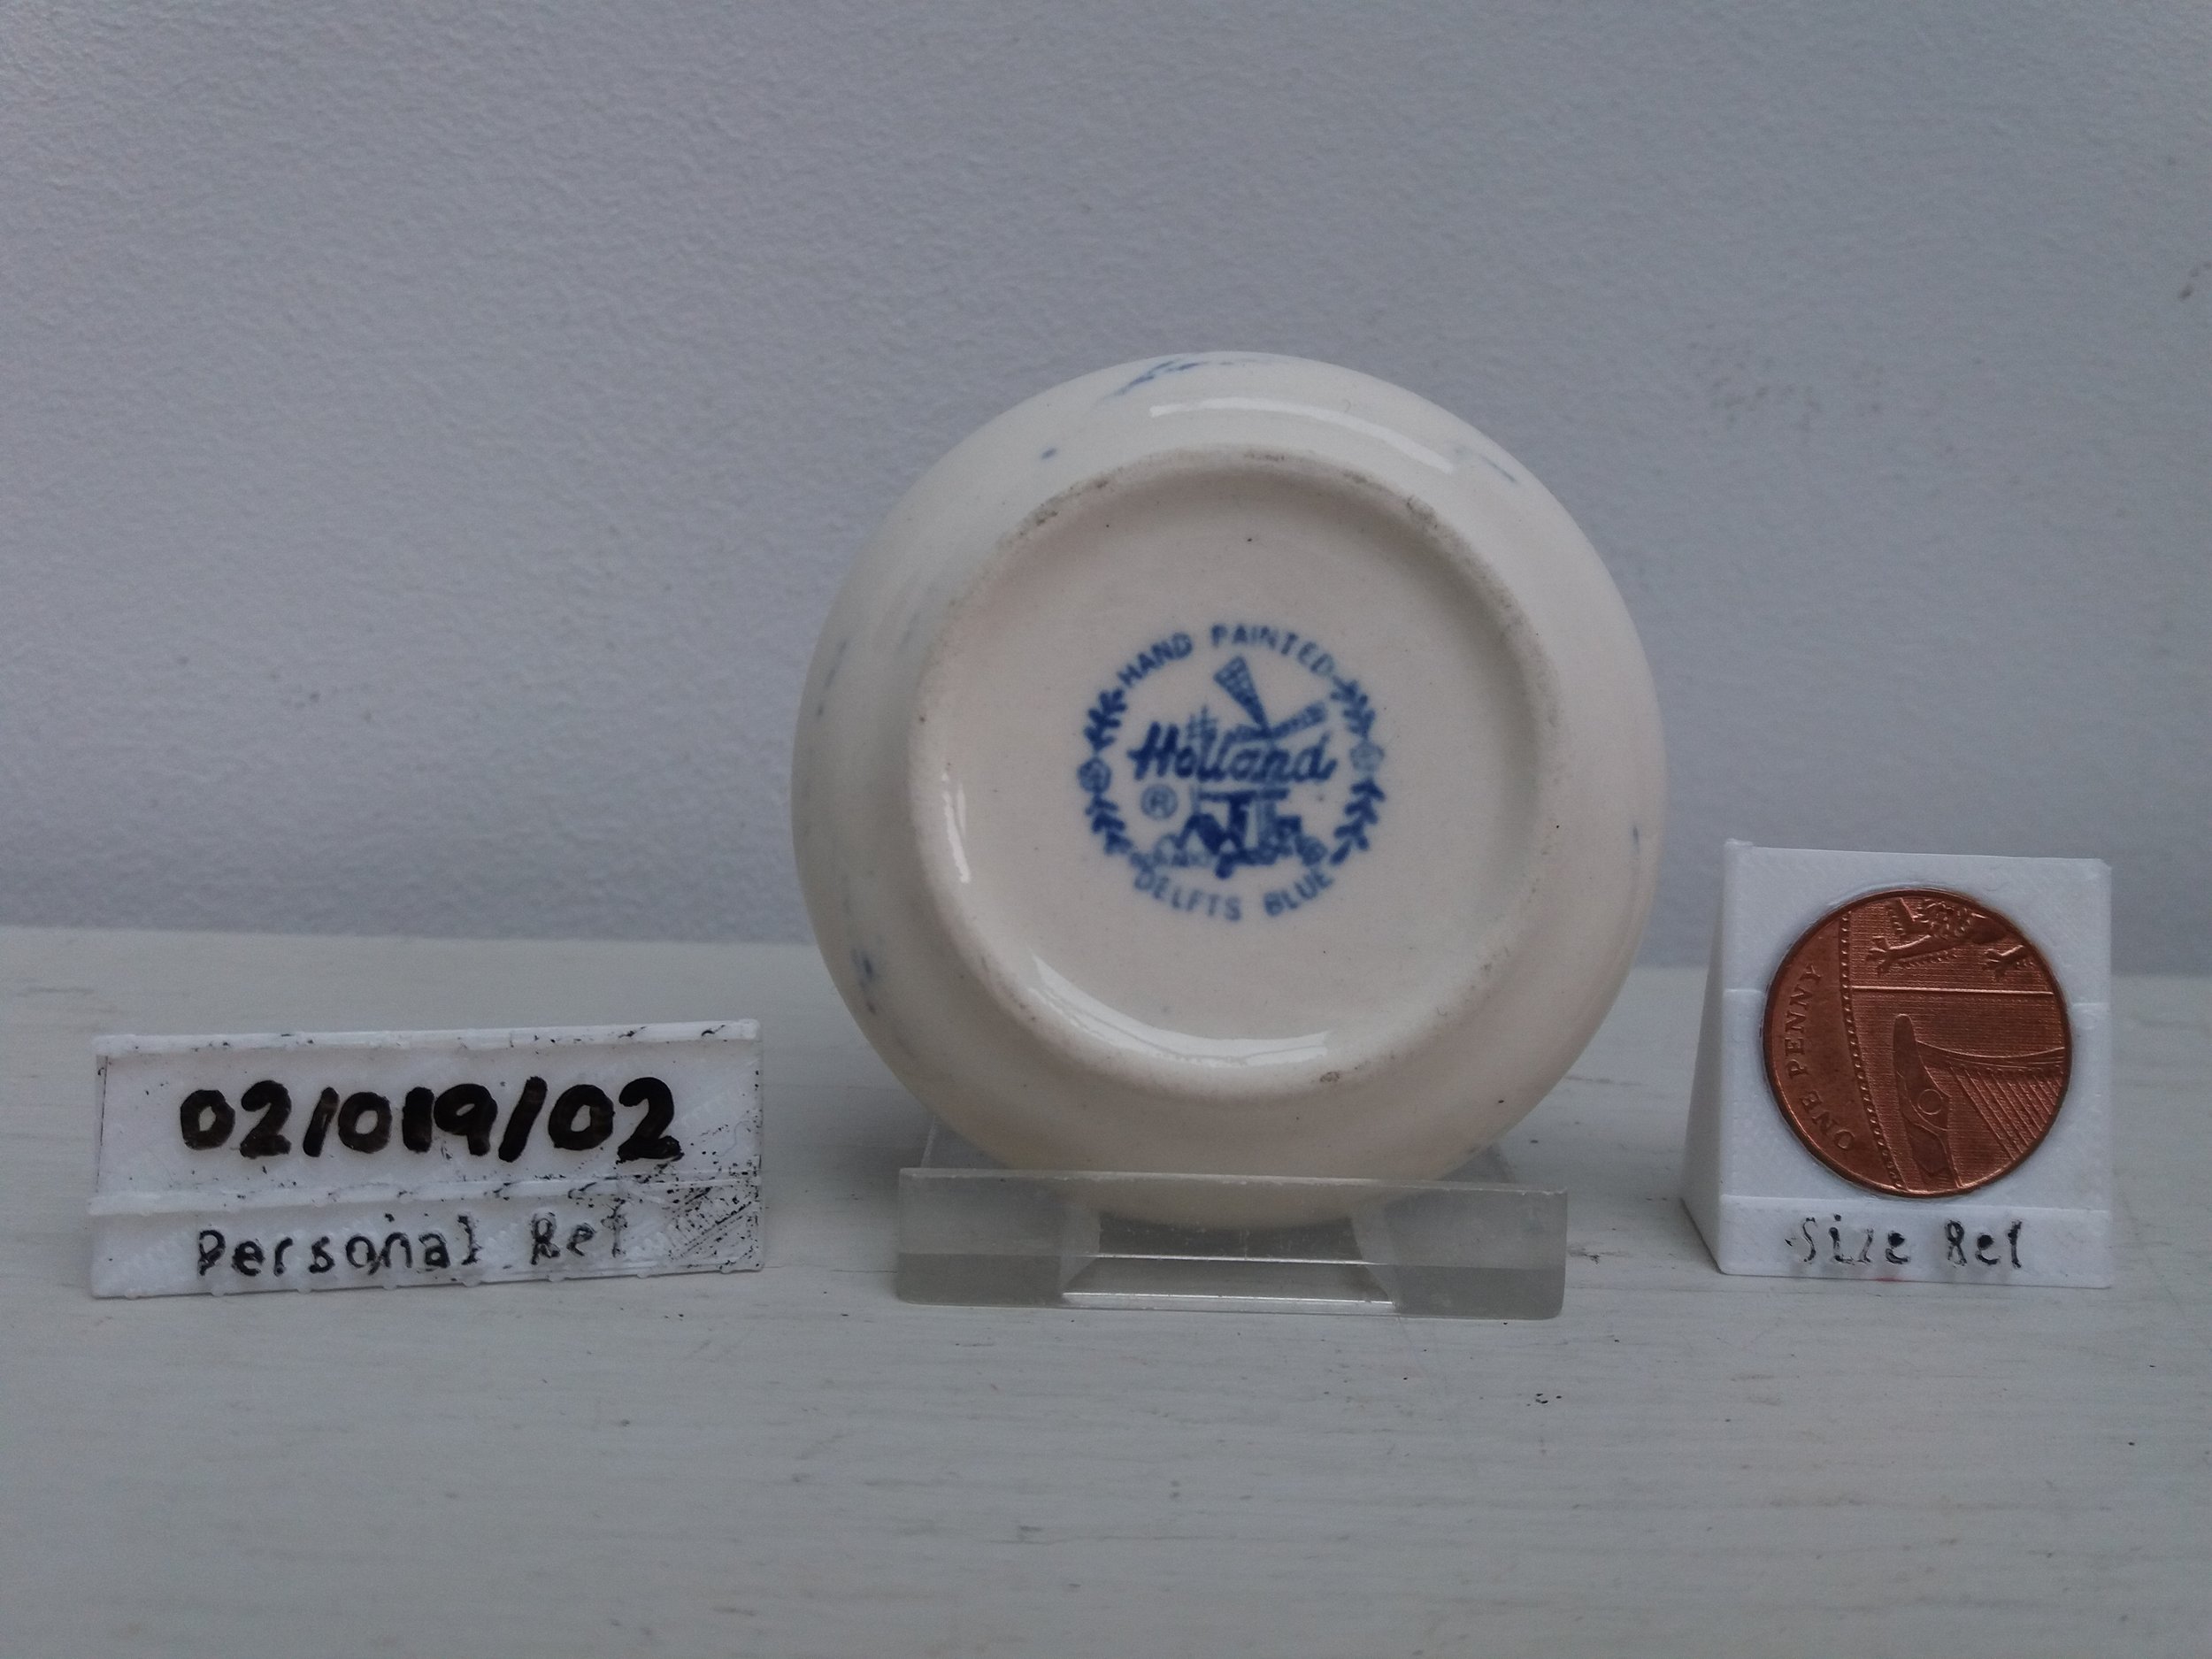 HAND PAINTED
Holland
®
DELFTS BLUE
02/019/02
Personal Ref
ONE PENNY
Size Ref